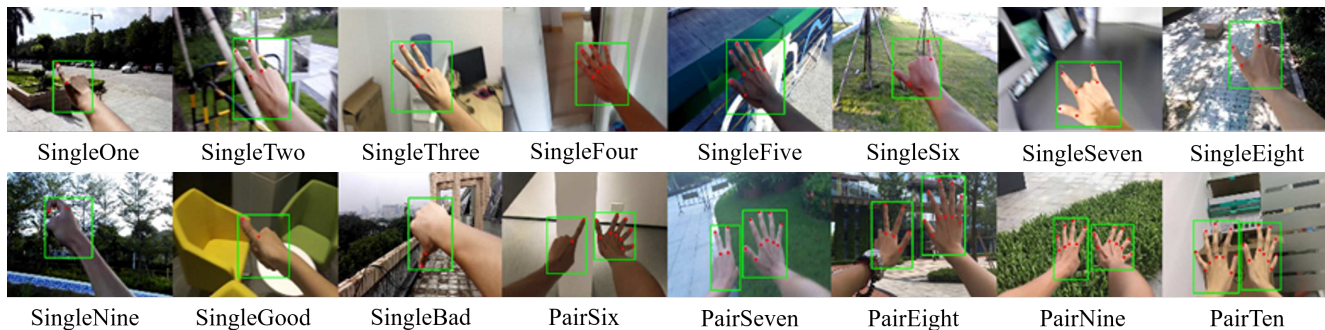 SingleOne SingleTwo SingleThree SingleFour SingleFive SingleSix SingleSeven SingleEight
SingleNine SingleGood SingleBad PairSix PairSeven PairEight PairNine PairTen